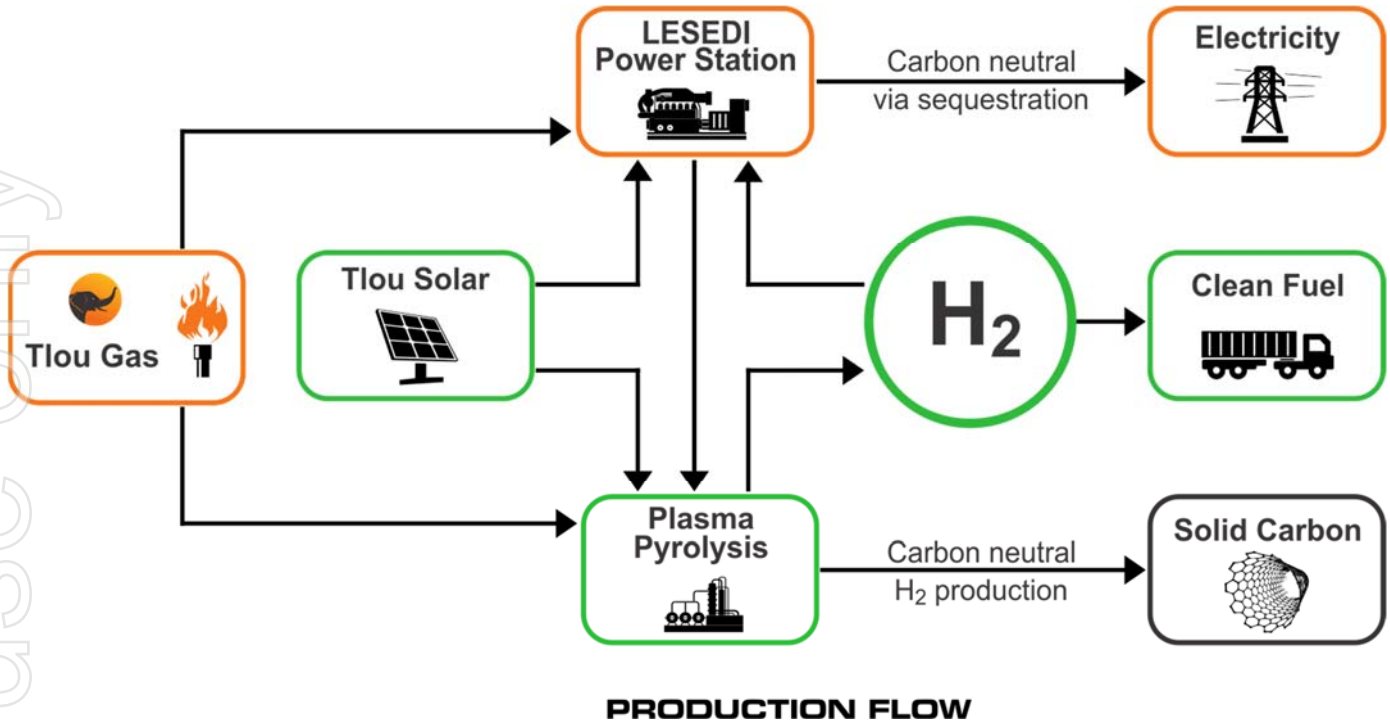 LESEDI
Power Station
Carbon neutral
via sequestration
Electricity
Tlou Gas
Tlou Solar
H₂
Clean Fuel
Plasma
Pyrolysis
Carbon neutral
H₂ production
Solid Carbon
PRODUCTION FLOW